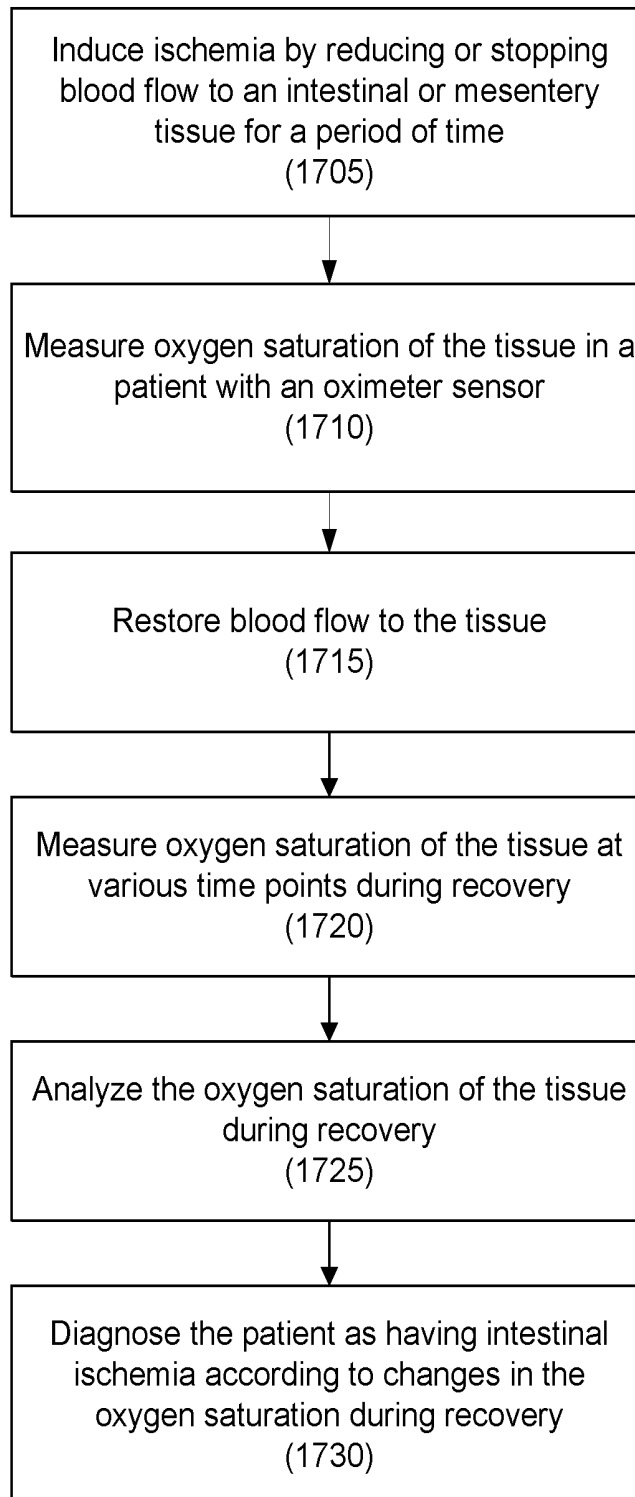 Induce ischemia by reducing or stopping
blood flow to an intestinal or mesentery
tissue for a period of time
(1705)
Measure oxygen saturation of the tissue in a
patient with an oximeter sensor
(1710)
Restore blood flow to the tissue
(1715)
Measure oxygen saturation of the tissue at
various time points during recovery
(1720)
Analyze the oxygen saturation of the tissue
during recovery
(1725)
Diagnose the patient as having intestinal
ischemia according to changes in the
oxygen saturation during recovery
(1730)